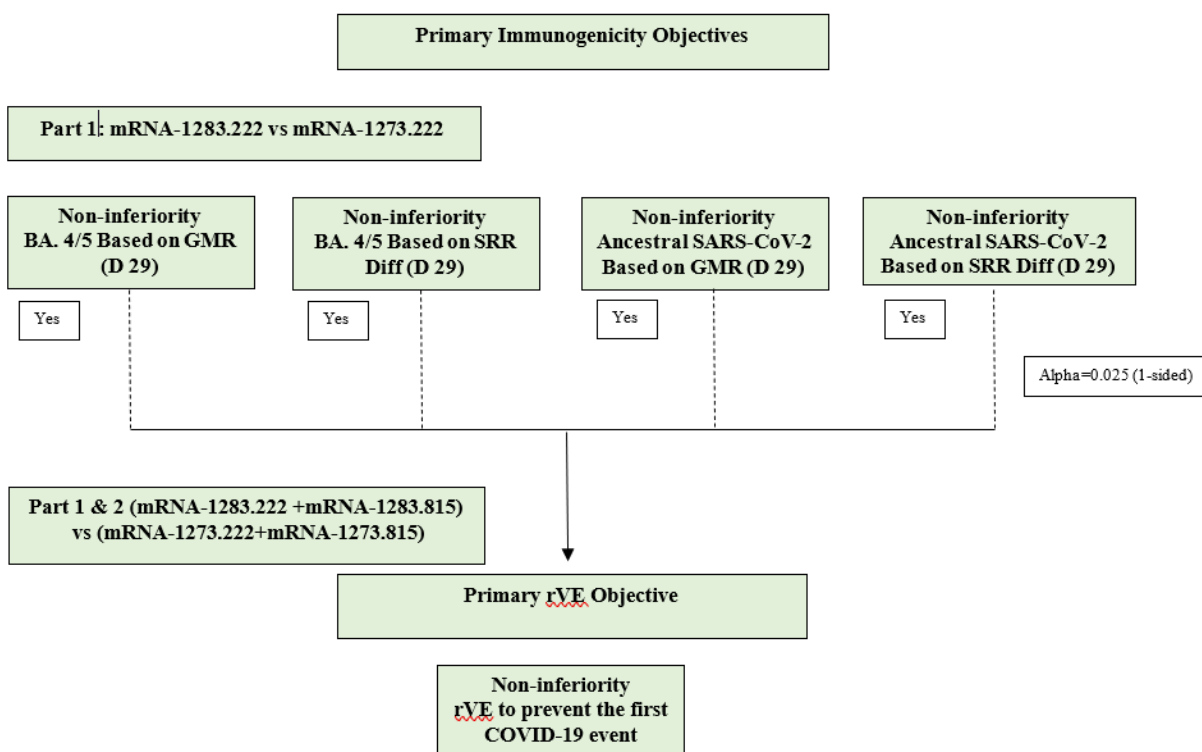 Primary Immunogenicity Objectives
Part 1: mRNA-1283.222 vs mRNA-1273.222
Non-inferiority
BA. 4/5 Based on GMR
(D 29)
Non-inferiority
BA. 4/5 Based on SRR
Diff (D 29)
Non-inferiority
Ancestral SARS-CoV-2
Based on GMR (D 29)
Non-inferiority
Ancestral SARS-CoV-2
Based on SRR Diff (D 29)
Yes
Yes
Yes
Yes
Alpha=0.025 (1-sided)
Part 1 & 2 (mRNA-1283.222 +mRNA-1283.815)
vs (mRNA-1273.222+mRNA-1273.815)
Primary rVE Objective
Non-inferiority
rVE to prevent the first
COVID-19 event